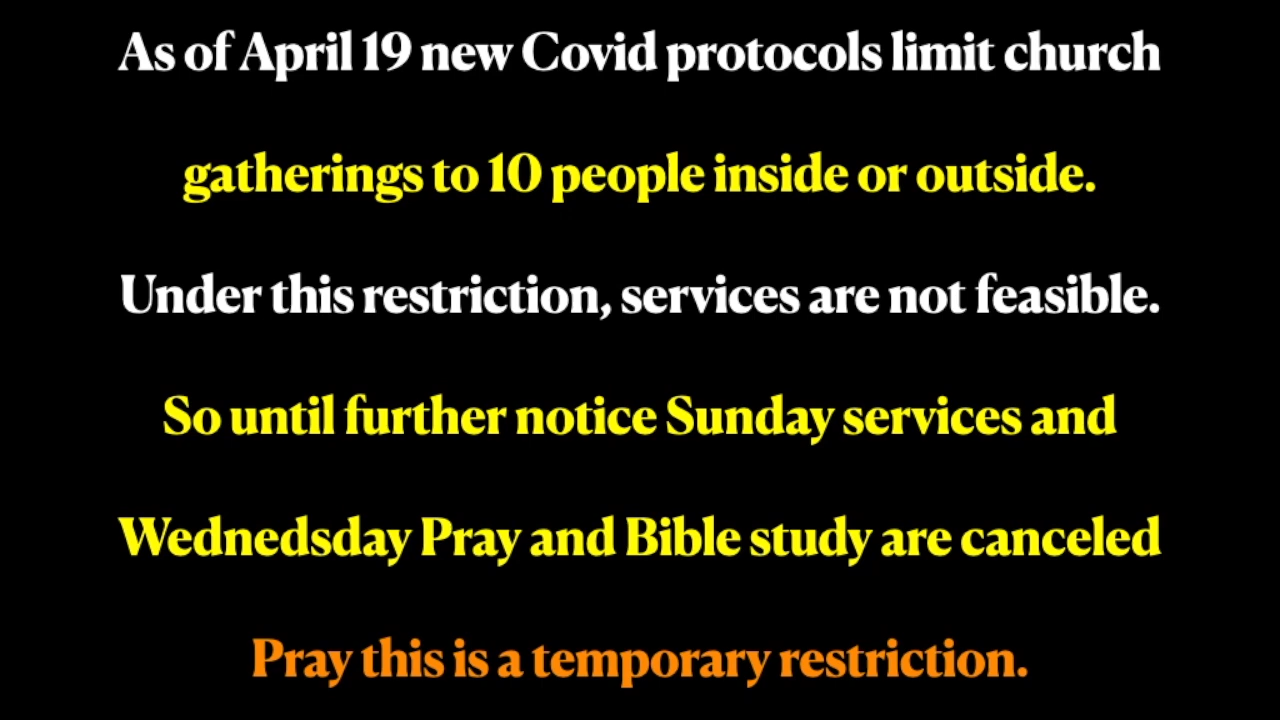 As of April 19 new Covid protocols limit church
gatherings to 10 people inside or outside.
Under this restriction, services are not feasible.
So until further notice Sunday services and
Wednedsday Pray and Bible study are canceled
Pray this is a temporary restriction.